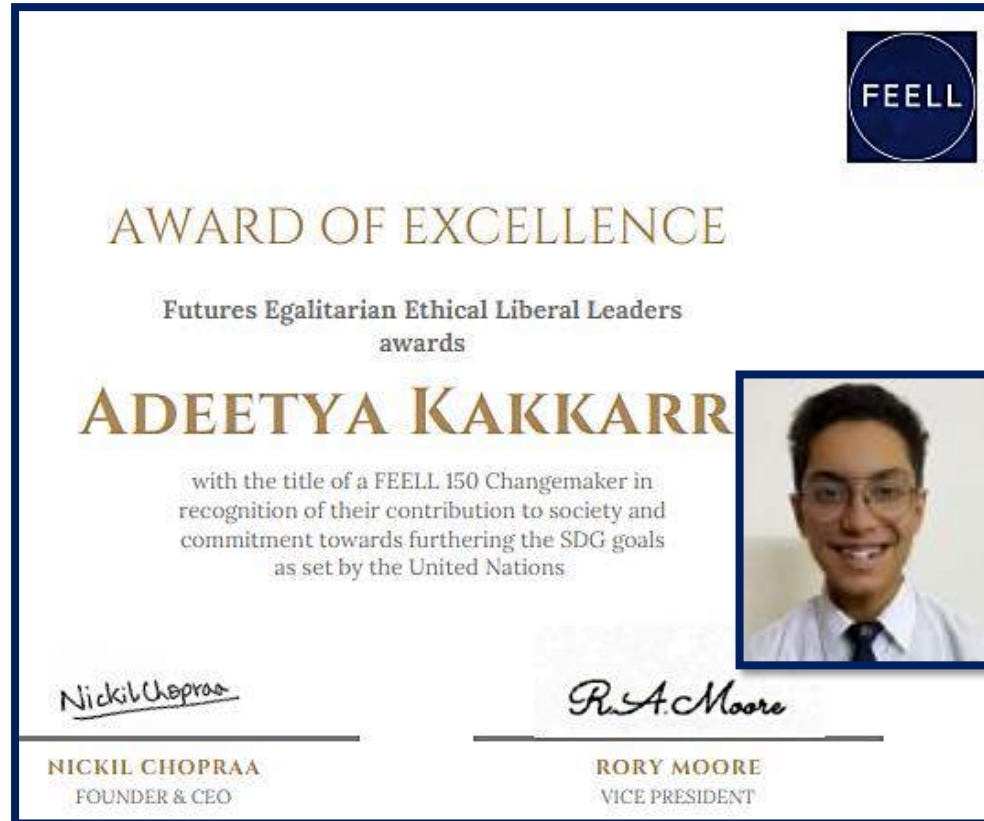 FEELL
AWARD OF EXCELLENCE
Futures Egalitarian Ethical Liberal Leaders
awards
ADEETYA KAKKARR
with the title of a FEELL 150 Changemaker in
recognition of their contribution to society and
commitment towards furthering the SDG goals
as set by the United Nations
Nickil Chopraa
R.A.Moore
NICKIL CHOPRAA
RORY MOORE
FOUNDER & CEO
VICE PRESIDENT